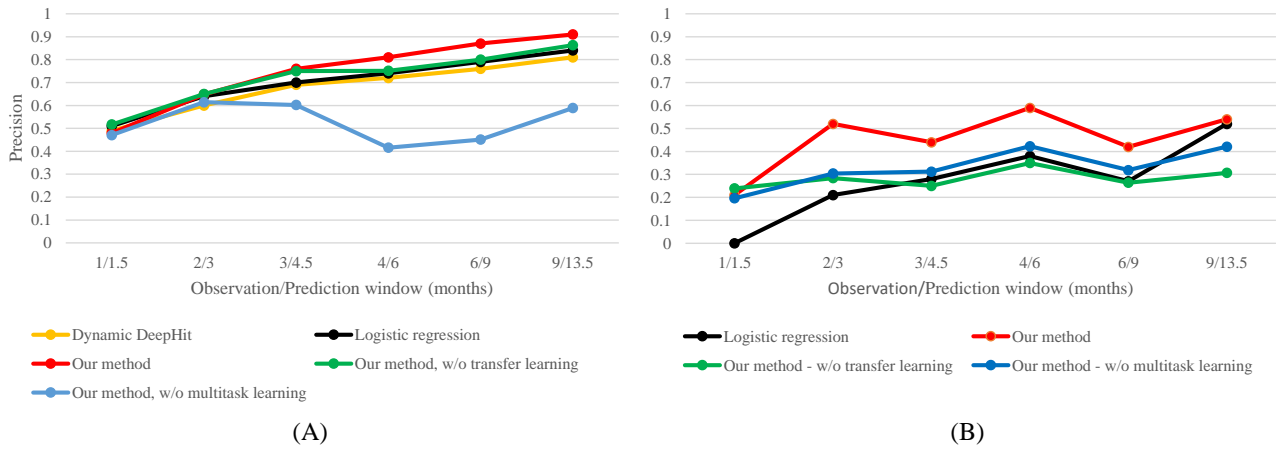 1
0.9
0.8
0.7
0.6
0.5
0.4
0.3
0.2
0.1
0
Precision
1/1.5 2/3 3/4.5 4/6 6/9 9/13.5
Observation/Prediction window (months)
Dynamic DeepHit Logistic regression
Our method Our method, w/o transfer learning
Our method, w/o multitask learning
(A)
1
0.9
0.8
0.7
0.6
0.5
0.4
0.3
0.2
0.1
0
1/1.5 2/3 3/4.5 4/6 6/9 9/13.5
Observation/Prediction window (months)
Logistic regression Our method
Our method - w/o transfer learning Our method - w/o multitask learning
(B)